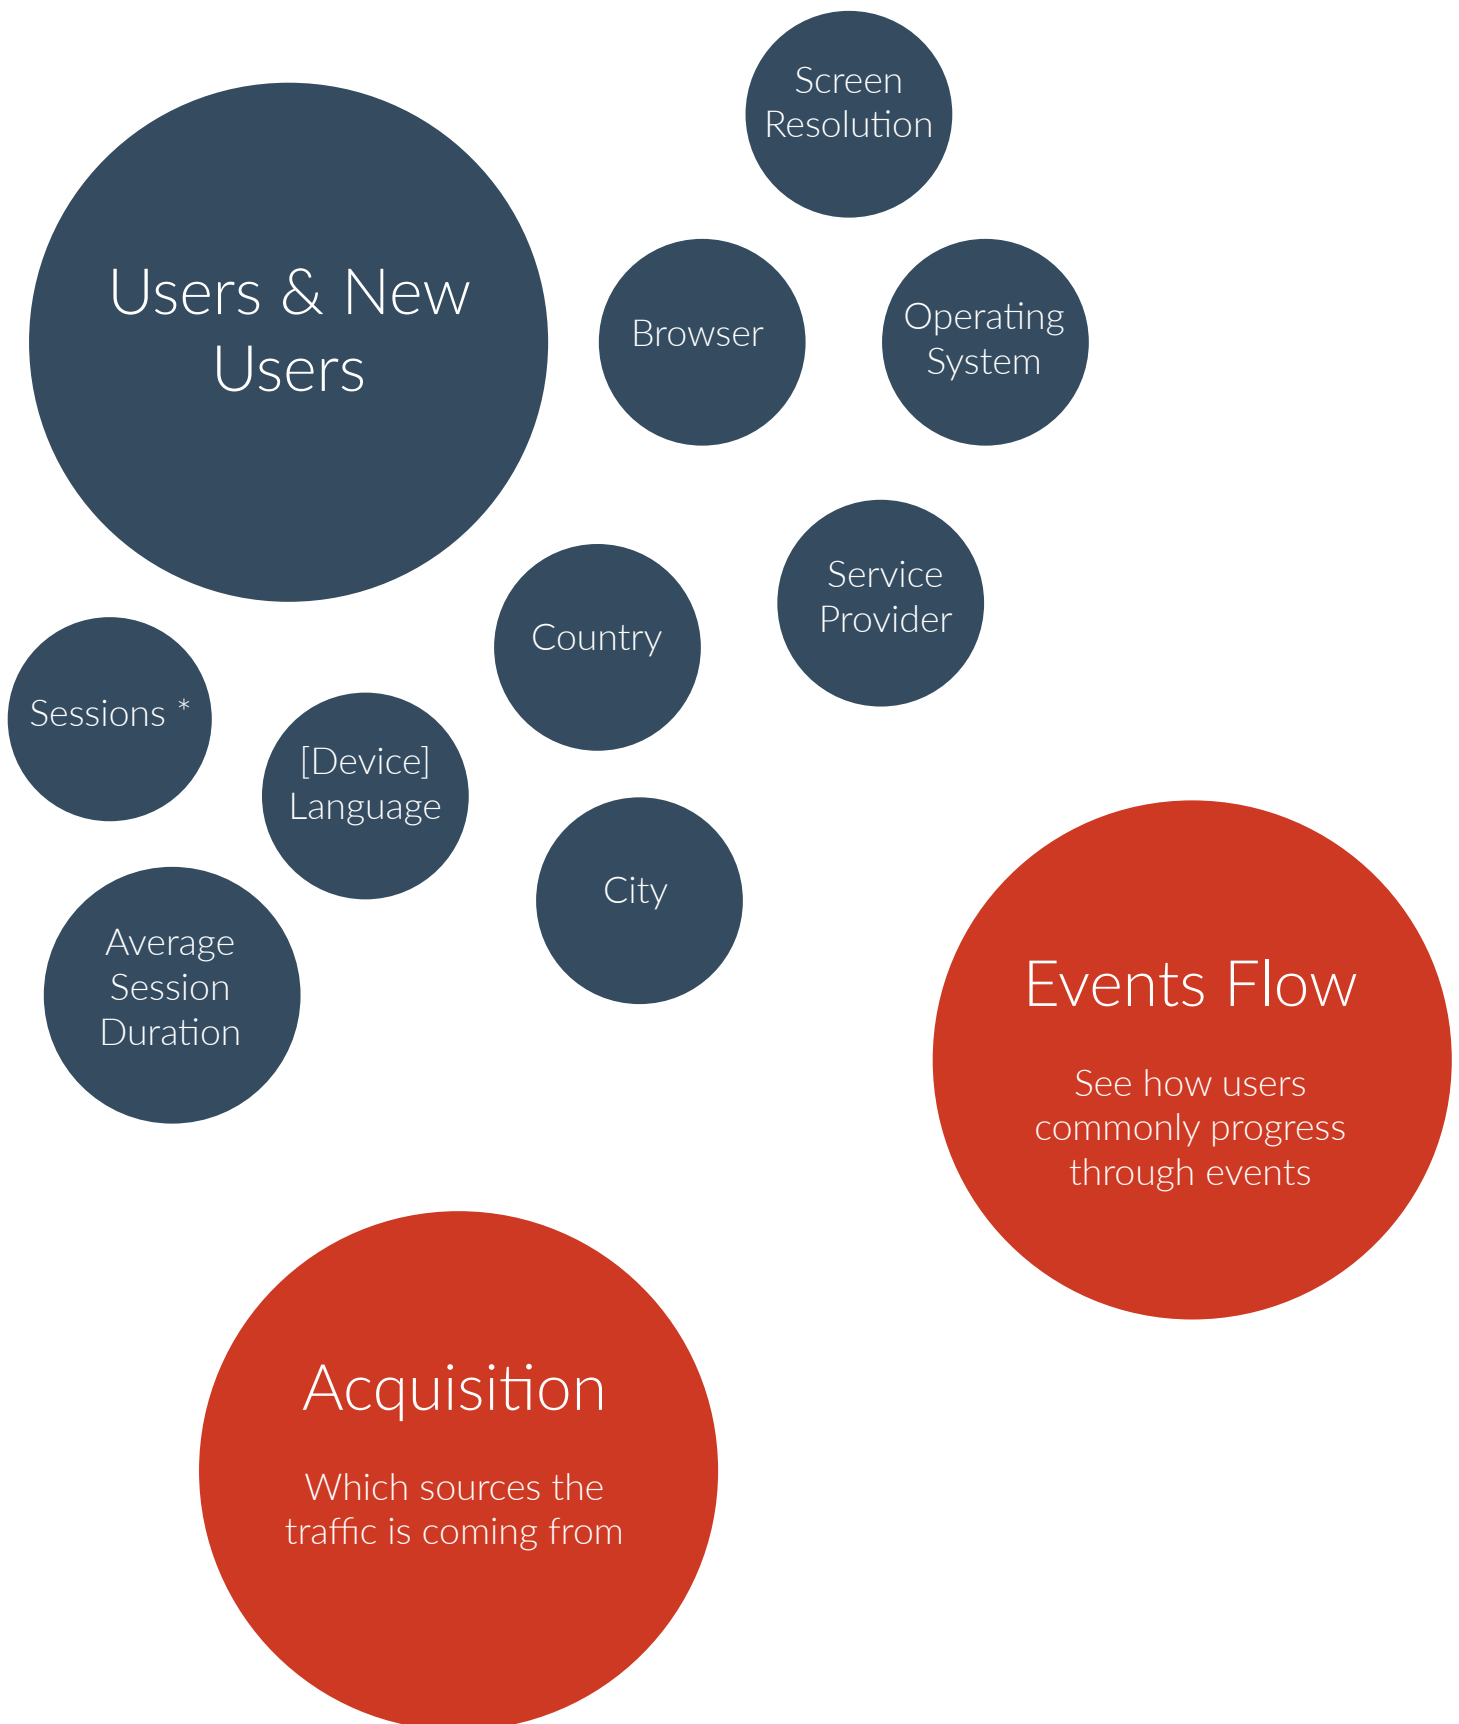 Screen
Resolution
Users & New
Users
Browser
Operating
System
Service
Provider
Country
Sessions *
[Device]
Language
City
Average
Session
Duration
Events Flow
See how users
commonly progress
through events
Acquisition
Which sources the
traffic is coming from